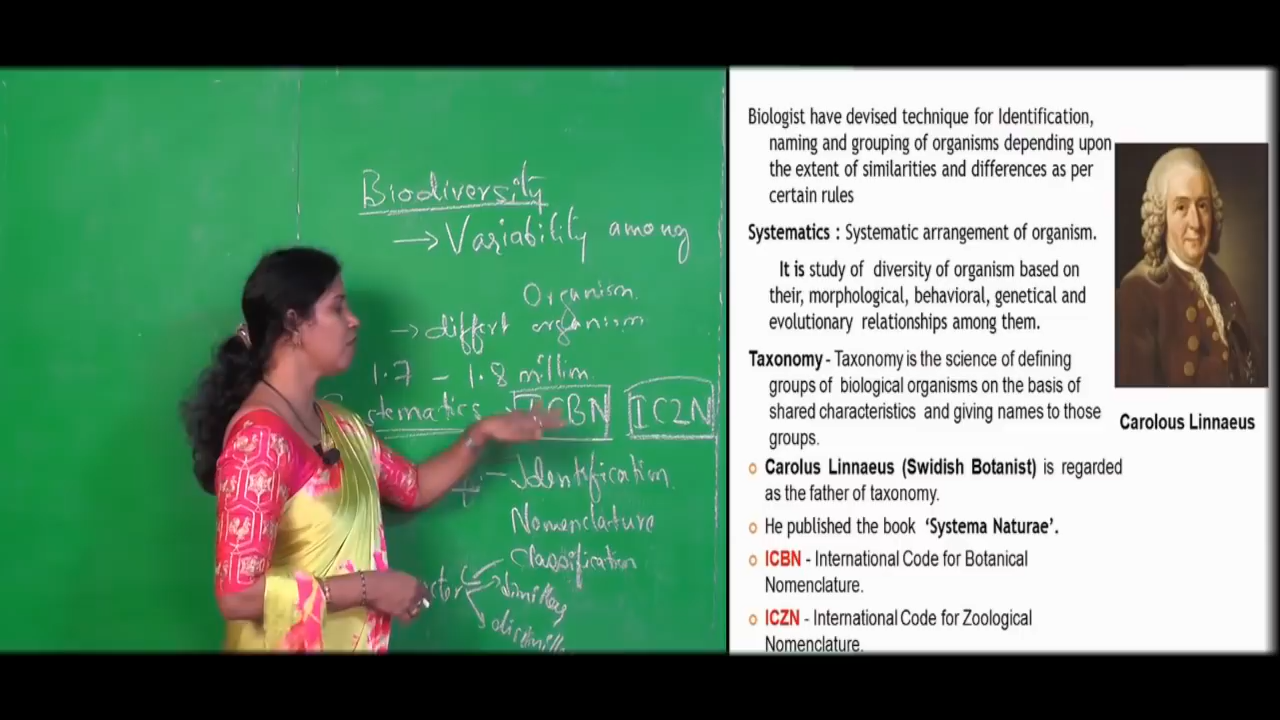 Biodiversity
→ Variability among
Organism.
→ differt organism
1.7 – 1.8 million.
stematics → ICBN ICZN
– Identification.
Nomenclature
Classification
Biologist have devised technique for Identification,
naming and grouping of organisms depending upon
the extent of similarities and differences as per
certain rules
Systematics : Systematic arrangement of organism.
It is study of diversity of organism based on
their, morphological, behavioral, genetical and
evolutionary relationships among them.
Taxonomy - Taxonomy is the science of defining
groups of biological organisms on the basis of
shared characteristics and giving names to those
groups.
Carolus Linnaeus (Swidish Botanist) is regarded
as the father of taxonomy.
He published the book ‘Systema Naturae’.
ICBN - International Code for Botanical
Nomenclature.
ICZN - International Code for Zoological
Nomenclature.
Carolous Linnaeus